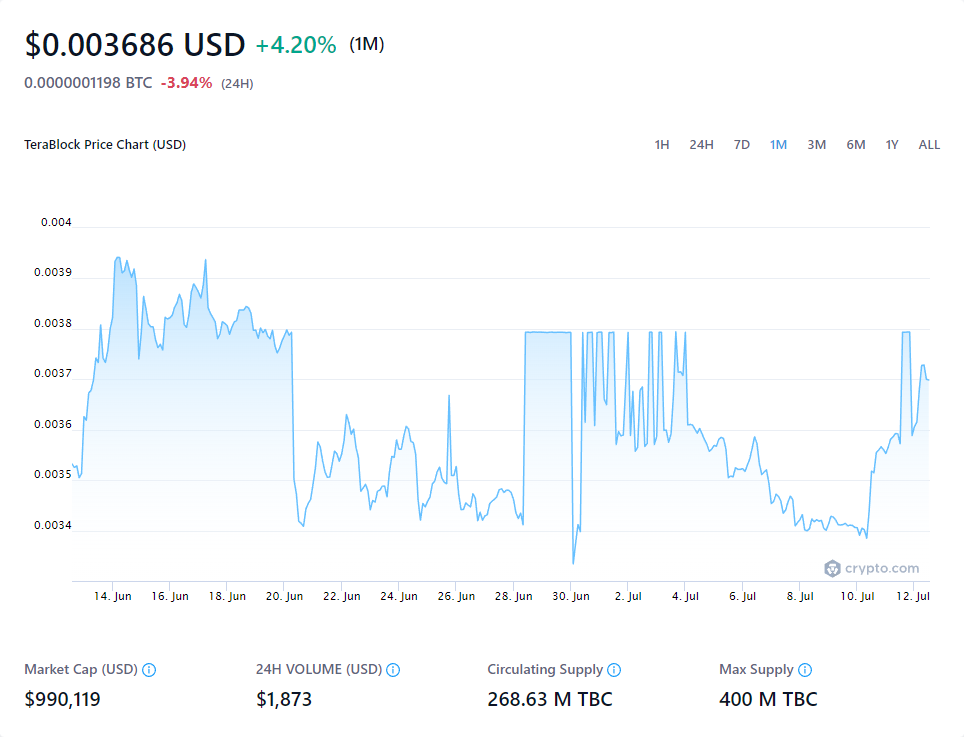 $0.003686 USD +4.20% (1M)
0.0000001198 BTC -3.94% (24H)
TeraBlock Price Chart (USD) 1H 24H 7D 1M 3M 6M 1Y ALL
0.004
0.0039
0.0038
0.0037
0.0036
0.0035
0.0034
crypto.com
14. Jun 16. Jun 18. Jun 20. Jun 22. Jun 24. Jun 26. Jun 28. Jun 30. Jun 2. Jul 4. Jul 6. Jul 8. Jul 10. Jul 12. Jul
Market Cap (USD) 24H VOLUME (USD) Circulating Supply Max Supply
$990,119 $1,873 268.63 M TBC 400 M TBC